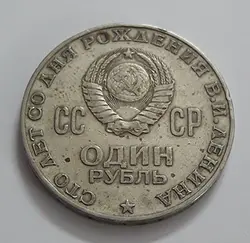 СТО ЛЕТ СО ДНЯ РОЖДЕНИЯ В.И.ЛЕНИНА
СС СР
ОДИН
РУБЛЬ